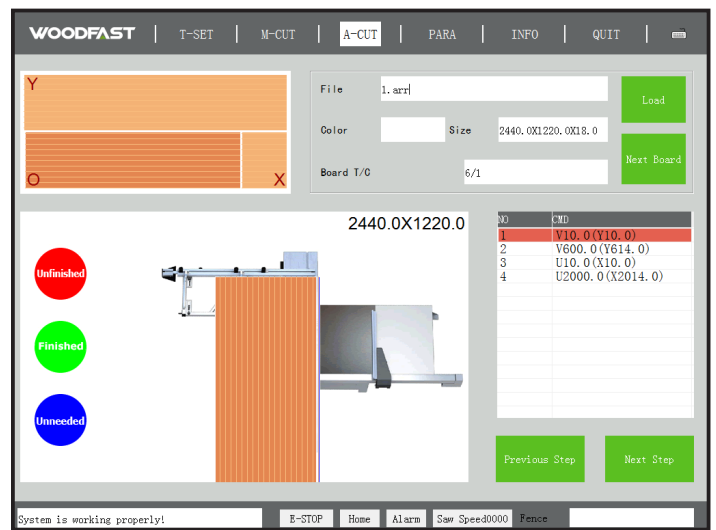 WOODFAST T-SET M-CUT A-CUT PARA INFO QUIT
Y
O X
File 1.arr
Load
Color Size 2440.0X1220.0X18.0
Board T/C 6/1
Next Board
2440.0X1220.0
Unfinished
Finished
Unneeded
NO CMD
1 V10.0(Y10.0)
2 V600.0(Y614.0)
3 U10.0(X10.0)
4 U2000.0(X2014.0)
Previous Step Next Step
System is working properly! E-STOP Home Alarm Saw Speed0000 Fence